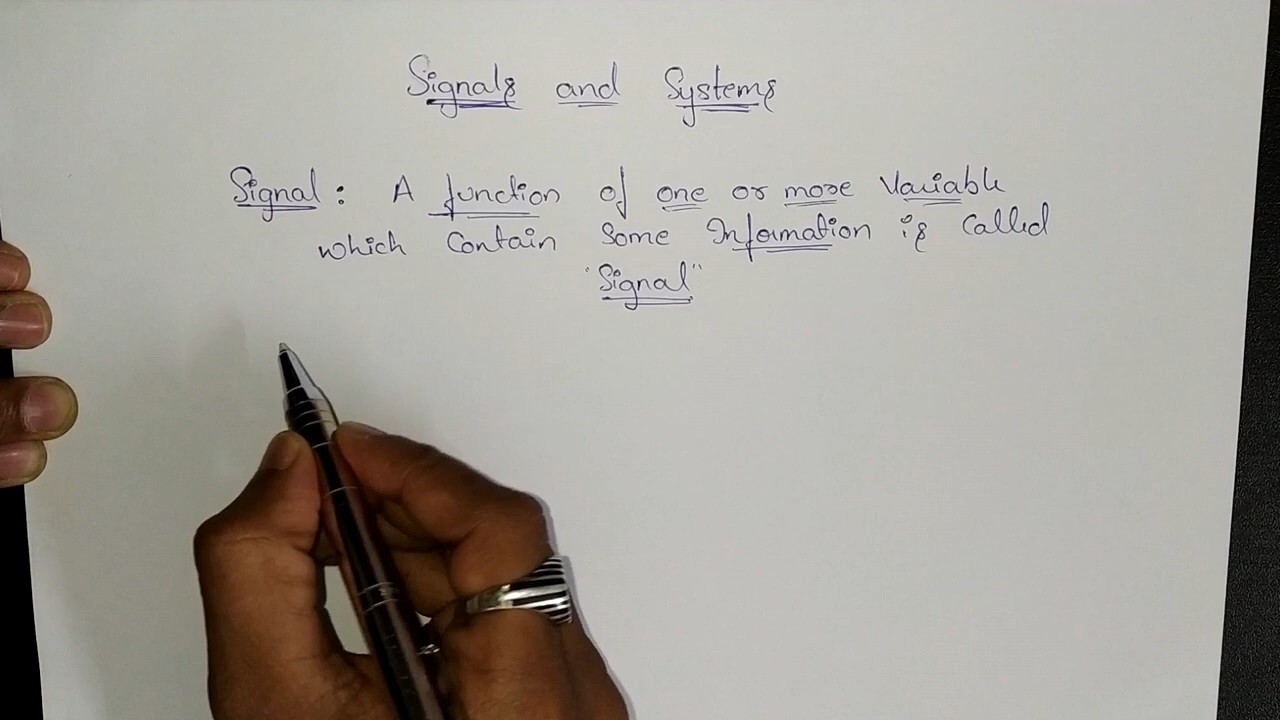 Signals and Systems
Signal : A function of one or more Variable
which Contain Some Information is Called
"Signal"